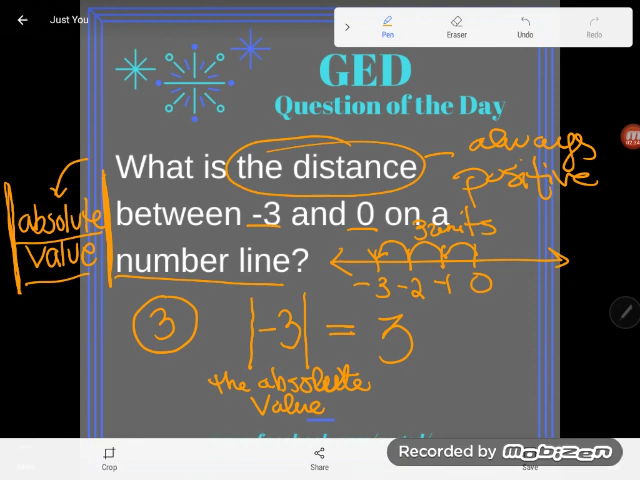 Just You
Pen
Eraser
Undo
Redo
GED
Question of the Day
always
What is the distance
positive
absolute
between -3 and 0 on a
3 units
value
number line?
-3 -2 -1 0
3
|-3| = 3
the absolute
Value
Recorded by mobizen
Crop
Share
Save